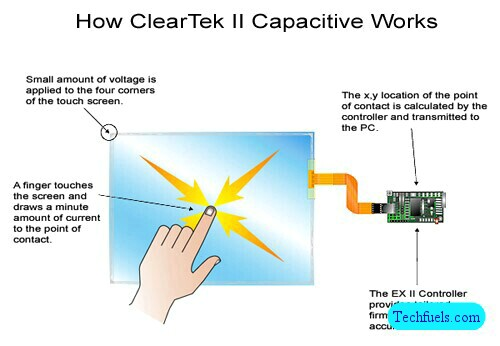 How ClearTek II Capacitive Works
Small amount of voltage is
applied to the four corners
of the touch screen.
The x,y location of the point
of contact is calculated by the
controller and transmitted to
the PC.
A finger touches
the screen and
draws a minute
amount of current
to the point of
contact.
The EX II Controller
Techfuels.com